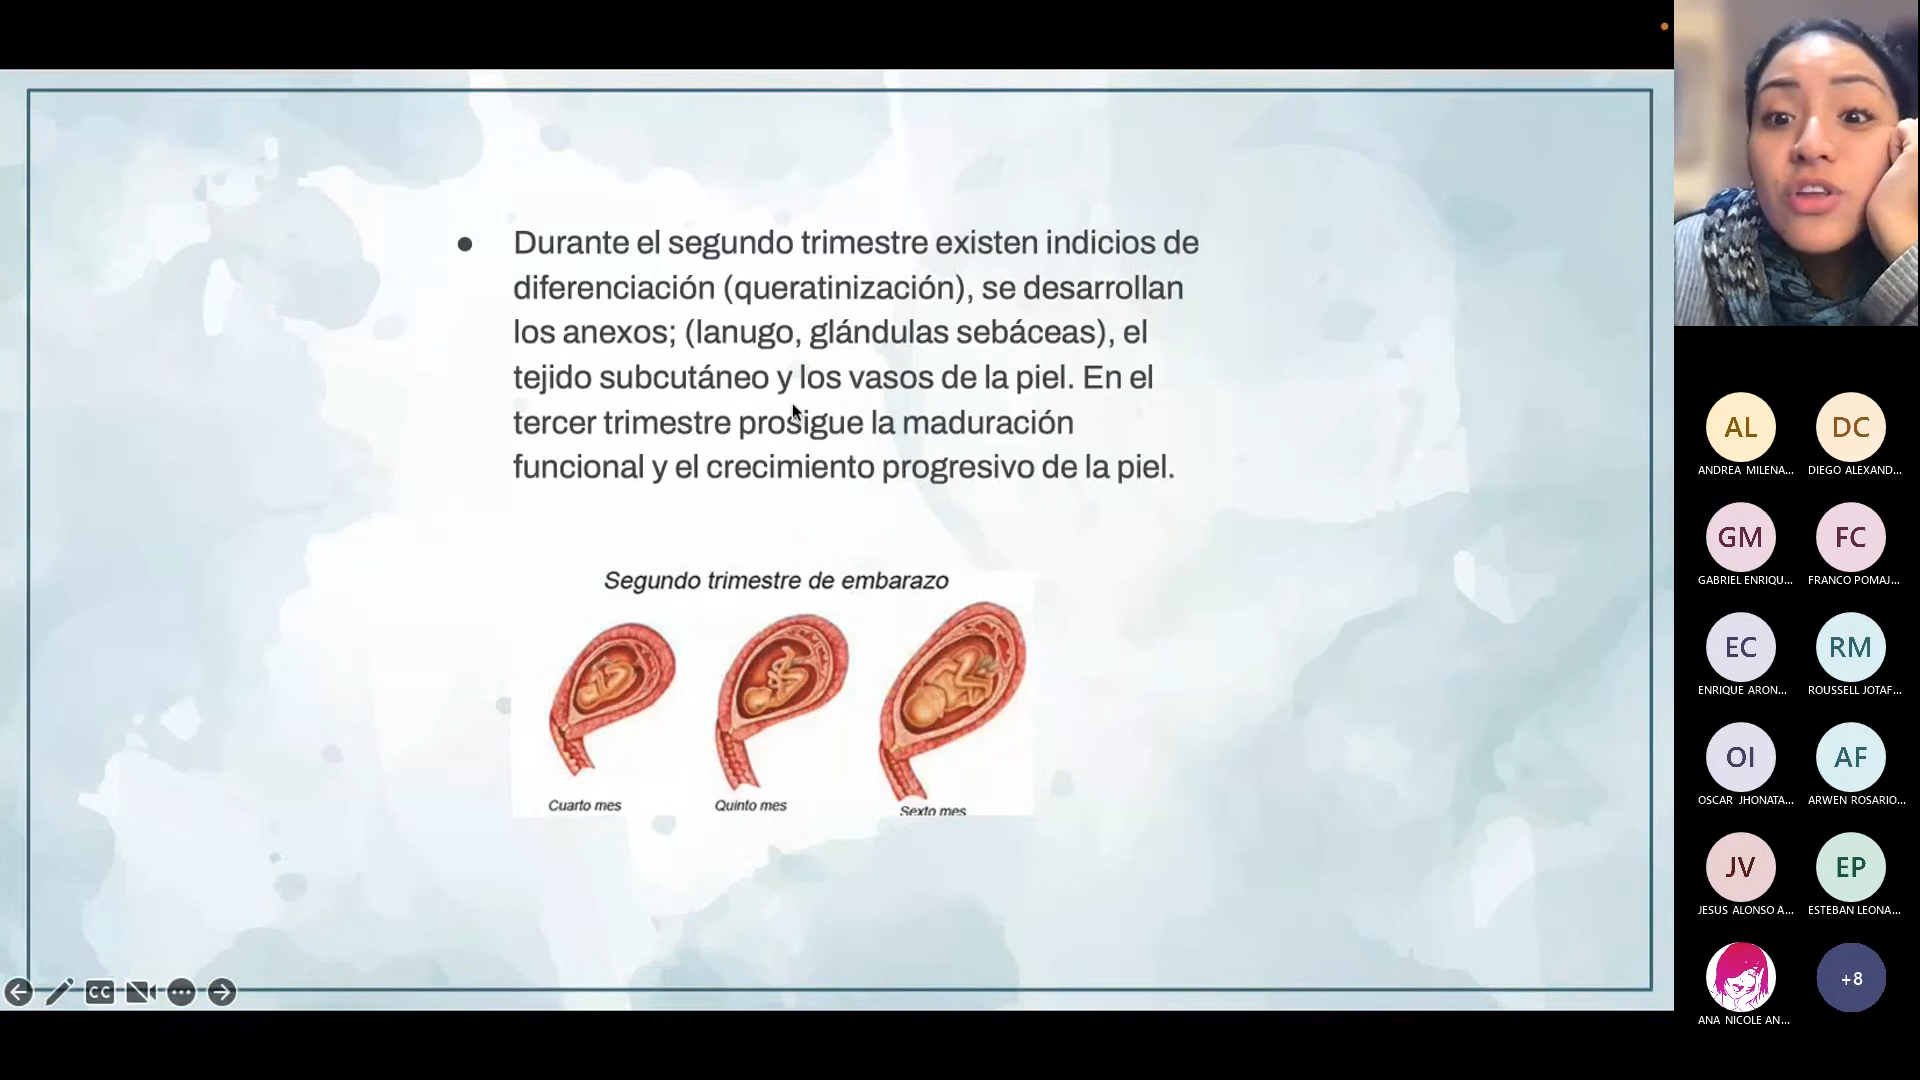 Durante el segundo trimestre existen indicios de
diferenciación (queratinización), se desarrollan
los anexos; (lanugo, glándulas sebáceas), el
tejido subcutáneo y los vasos de la piel. En el
tercer trimestre prosigue la maduración
funcional y el crecimiento progresivo de la piel.
Segundo trimestre de embarazo
Cuarto mes
Quinto mes
Sexto mes
CC
AL
DC
ANDREA MILENA...
DIEGO ALEXAND...
GM
FC
GABRIEL ENRIQU...
FRANCO POMAJ...
EC
RM
ENRIQUE ARON...
ROUSSELL JOTAF...
OI
AF
OSCAR JHONATA...
ARWEN ROSARIO...
JV
EP
JESUS ALONSO A...
ESTEBAN LEONA...
+8
ANA NICOLE AN...